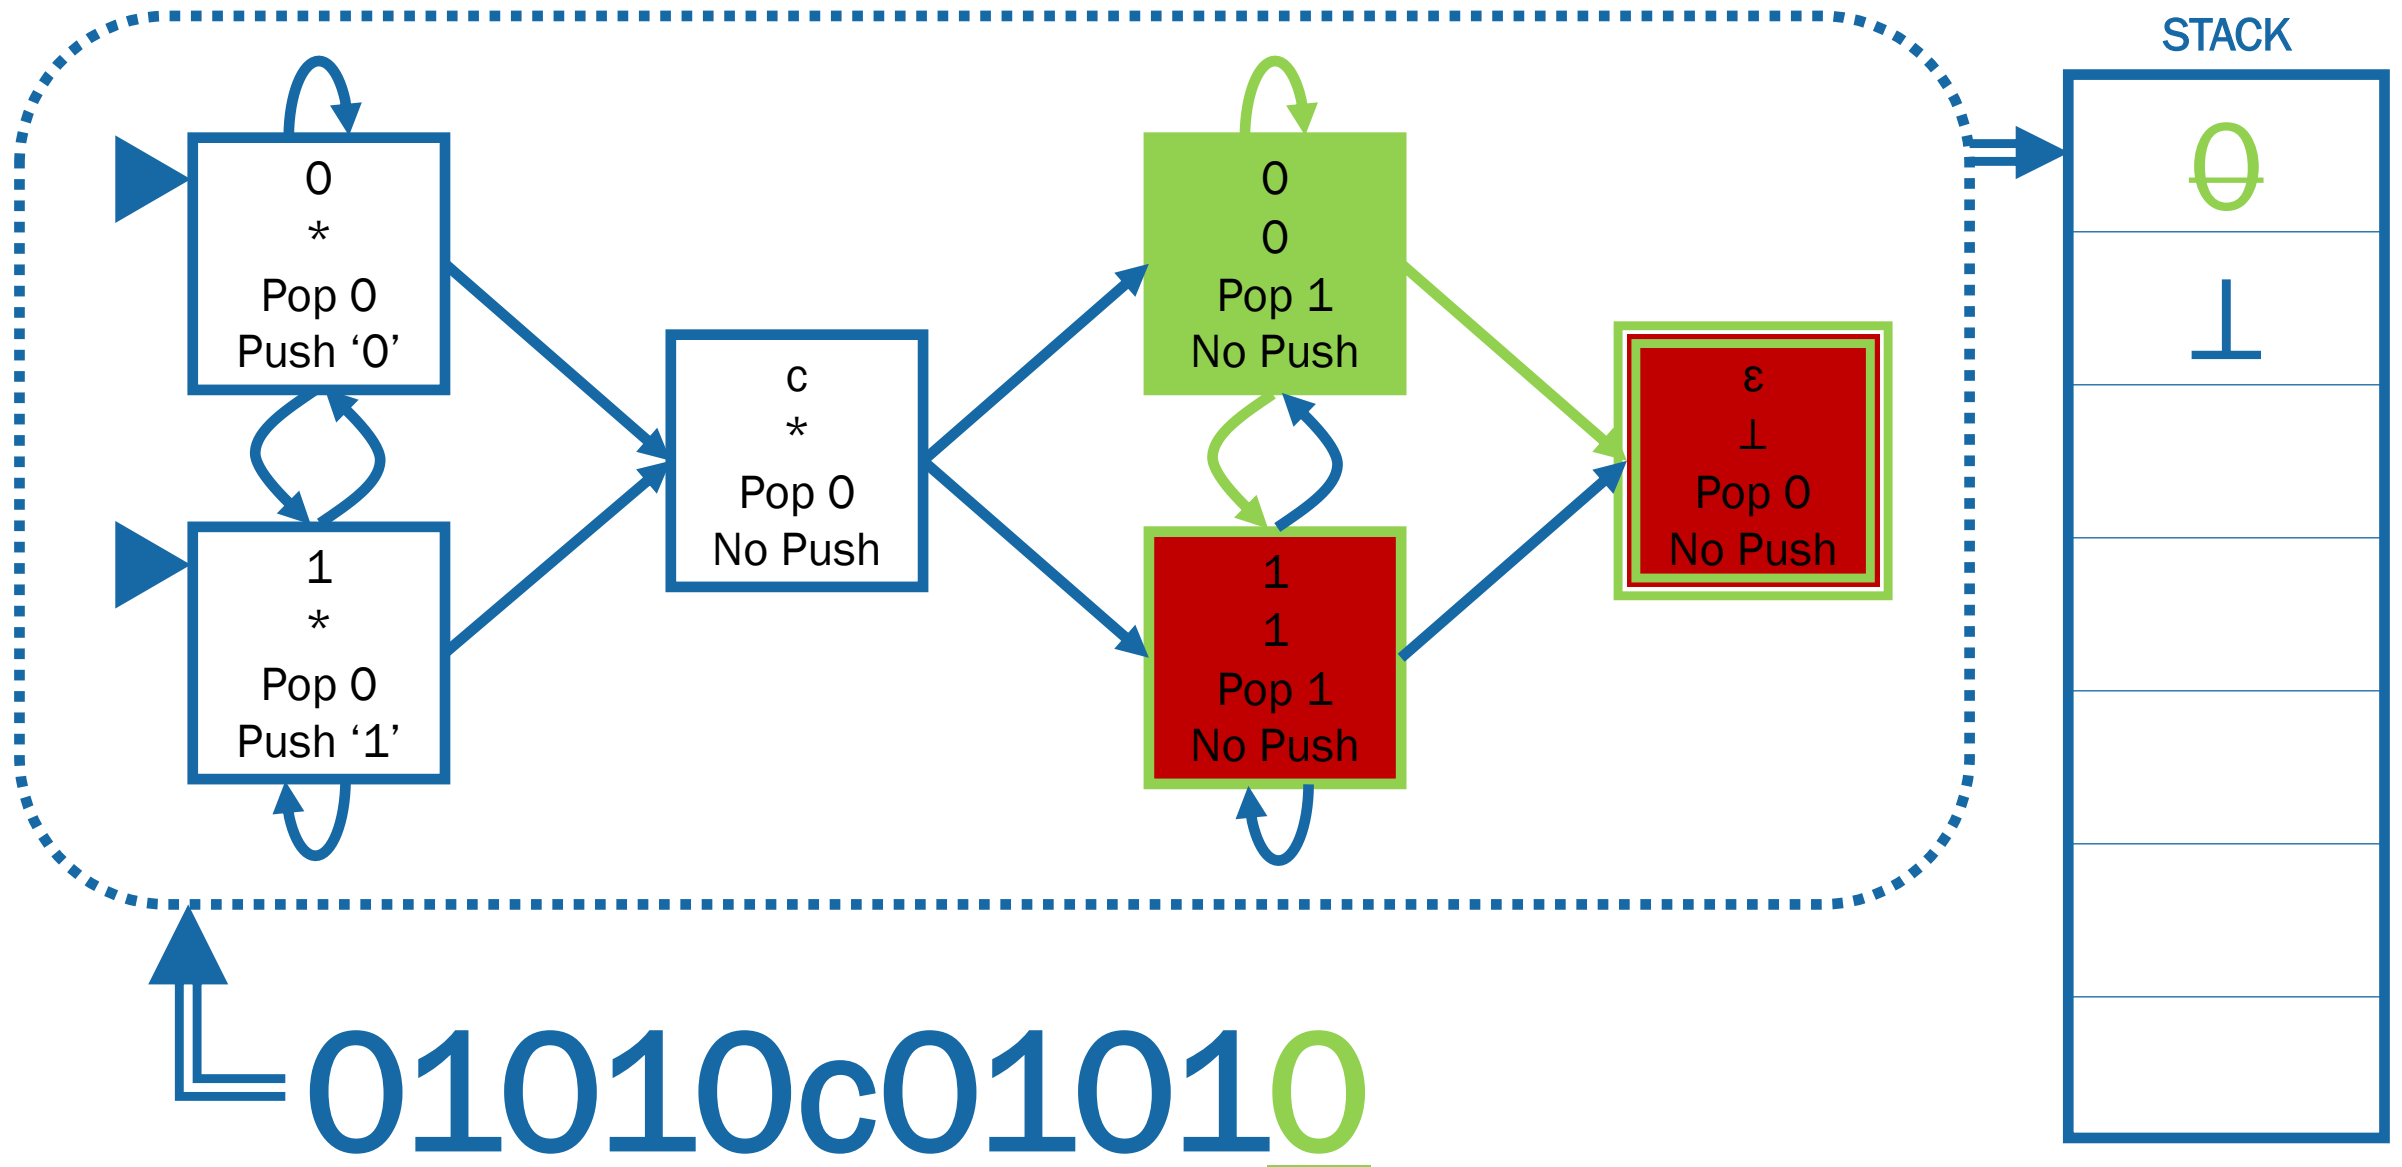 STACK
0
*
Pop 0
Push ‘0’
1
*
Pop 0
Push ‘1’
c
*
Pop 0
No Push
0
0
Pop 1
No Push
1
1
Pop 1
No Push
ε
⊥
Pop 0
No Push
0
⊥
01010c01010